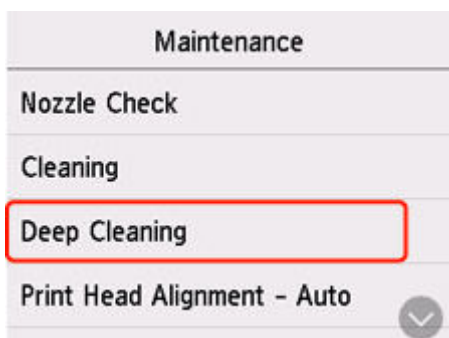 Maintenance
Nozzle Check
Cleaning
Deep Cleaning
Print Head Alignment - Auto